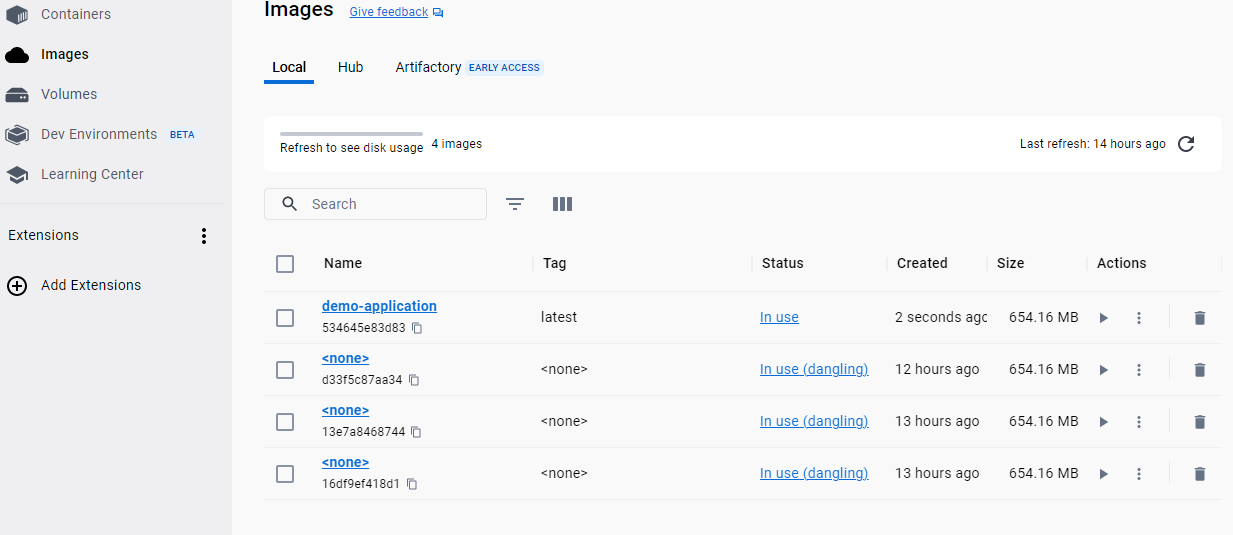 Containers
Images
Volumes
Dev Environments BETA
Learning Center
Extensions
Add Extensions
Images Give feedback
Local Hub Artifactory EARLY ACCESS
Refresh to see disk usage 4 images Last refresh: 14 hours ago
Search
Name Tag Status Created Size Actions
demo-application
534645e83d83 latest In use 2 seconds agc 654.16 MB
<none>
d33f5c87aa34 <none> In use (dangling) 12 hours ago 654.16 MB
<none>
13e7a8468744 <none> In use (dangling) 13 hours ago 654.16 MB
<none>
16df9ef418d1 <none> In use (dangling) 13 hours ago 654.16 MB